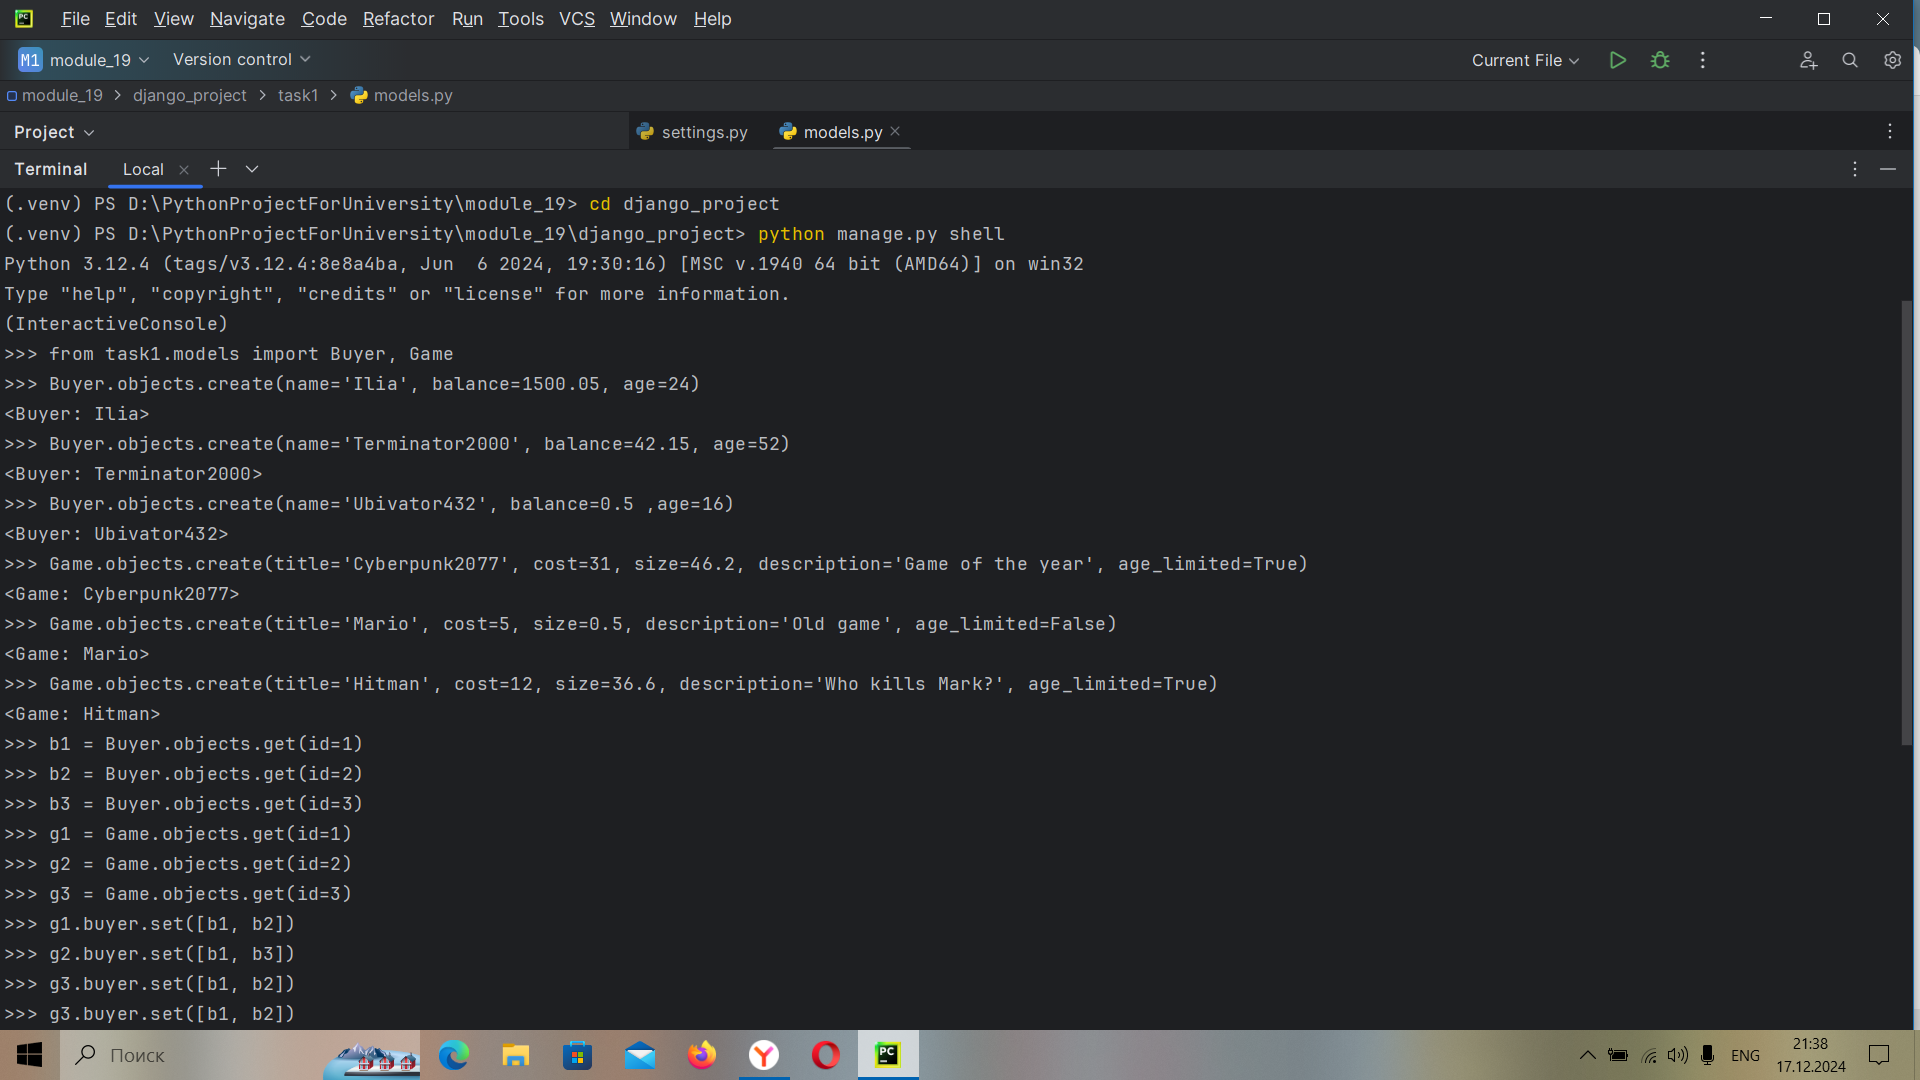 PC File Edit View Navigate Code Refactor Run Tools VCS Window Help
M1 module_19 Version control Current File
module_19 > django_project > task1 > models.py
Project settings.py models.py
Terminal Local
(.venv) PS D:\PythonProjectForUniversity\module_19> cd django_project
(.venv) PS D:\PythonProjectForUniversity\module_19\django_project> python manage.py shell
Python 3.12.4 (tags/v3.12.4:8e8a4ba, Jun  6 2024, 19:30:16) [MSC v.1940 64 bit (AMD64)] on win32
Type "help", "copyright", "credits" or "license" for more information.
(InteractiveConsole)
>>> from task1.models import Buyer, Game
>>> Buyer.objects.create(name='Ilia', balance=1500.05, age=24)
<Buyer: Ilia>
>>> Buyer.objects.create(name='Terminator2000', balance=42.15, age=52)
<Buyer: Terminator2000>
>>> Buyer.objects.create(name='Ubivator432', balance=0.5 ,age=16)
<Buyer: Ubivator432>
>>> Game.objects.create(title='Cyberpunk2077', cost=31, size=46.2, description='Game of the year', age_limited=True)
<Game: Cyberpunk2077>
>>> Game.objects.create(title='Mario', cost=5, size=0.5, description='Old game', age_limited=False)
<Game: Mario>
>>> Game.objects.create(title='Hitman', cost=12, size=36.6, description='Who kills Mark?', age_limited=True)
<Game: Hitman>
>>> b1 = Buyer.objects.get(id=1)
>>> b2 = Buyer.objects.get(id=2)
>>> b3 = Buyer.objects.get(id=3)
>>> g1 = Game.objects.get(id=1)
>>> g2 = Game.objects.get(id=2)
>>> g3 = Game.objects.get(id=3)
>>> g1.buyer.set([b1, b2])
>>> g2.buyer.set([b1, b3])
>>> g3.buyer.set([b1, b2])
>>> g3.buyer.set([b1, b2])
Поиск PC ENG 21:38
17.12.2024